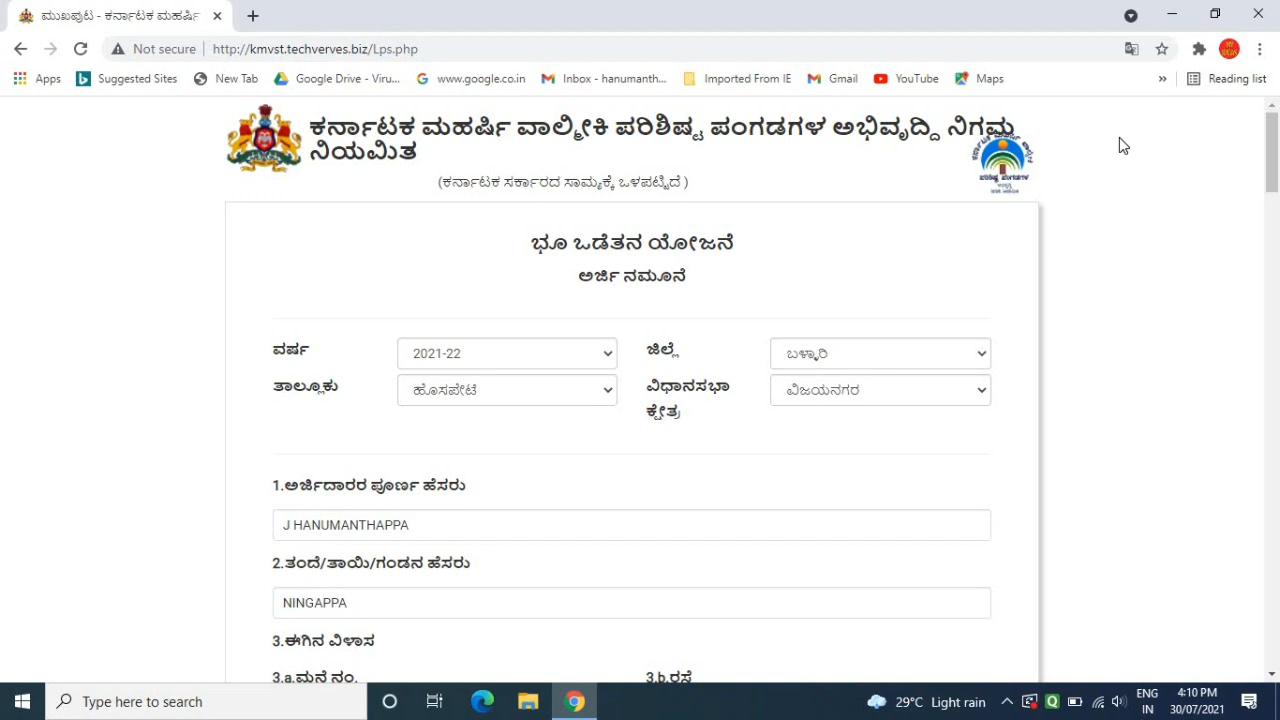 ಮುಖಪುಟ - ಕರ್ನಾಟಕ ಮಹರ್ಷಿ
Not secure
http://kmvst.techverves.biz/Lps.php
Apps Suggested Sites New Tab Google Drive - Viru... www.google.co.in Inbox - hanumanth... Imported From IE Gmail YouTube Maps » Reading list
ಕರ್ನಾಟಕ ಮಹರ್ಷಿ ವಾಲ್ಮೀಕಿ ಪರಿಶಿಷ್ಟ ಪಂಗಡಗಳ ಅಭಿವೃದ್ದಿ ನಿಗಮ
ನಿಯಮಿತ
(ಕರ್ನಾಟಕ ಸರ್ಕಾರದ ಸಾಮ್ಯಕ್ಕೆ ಒಳಪಟ್ಟಿದೆ )
ಭೂ ಒಡೆತನ ಯೋಜನೆ
ಅರ್ಜಿ ನಮೂನೆ
ವರ್ಷ 2021-22 ಜಿಲ್ಲೆ ಬಳ್ಳಾರಿ
ತಾಲ್ಲೂಕು ಹೊಸಪೇಟೆ ವಿಧಾನಸಭಾ ವಿಜಯನಗರ
ಕ್ಷೇತ್ರ
1.ಅರ್ಜಿದಾರರ ಪೂರ್ಣ ಹೆಸರು
J HANUMANTHAPPA
2.ತಂದೆ/ತಾಯಿ/ಗಂಡನ ಹೆಸರು
NINGAPPA
3.ಈಗಿನ ವಿಳಾಸ
3.a.ಮನೆ ನಂ. 3.b.ರಸ್ತೆ
Type here to search
29°C Light rain
ENG
IN
4:10 PM
30/07/2021